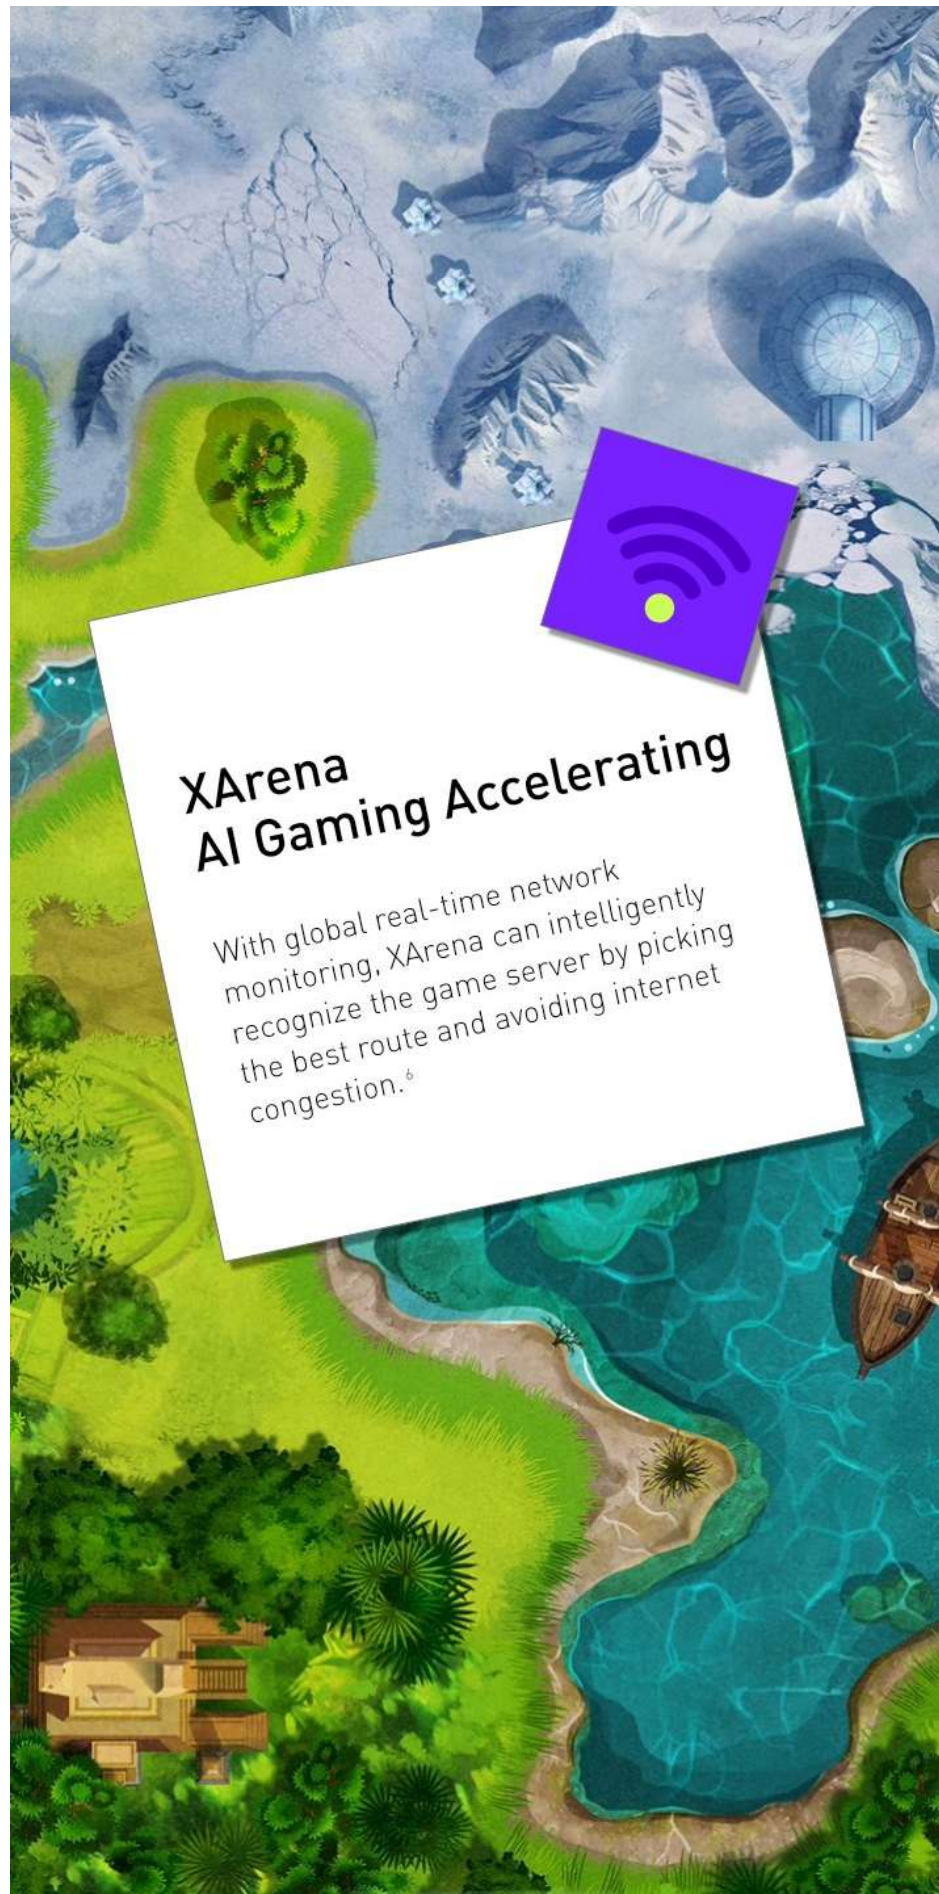 XArena
AI Gaming Accelerating
With global real-time network
monitoring, XArena can intelligently
recognize the game server by picking
the best route and avoiding internet
congestion.⁶